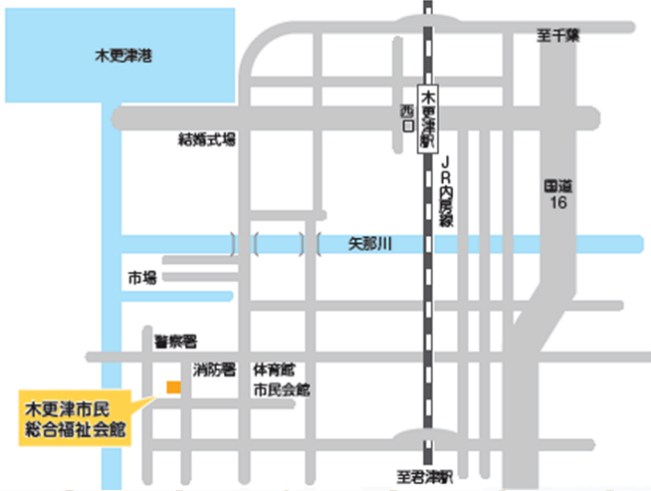 木更津港
至千葉
西口
木更津駅
結婚式場
JR内房線
国道
16
矢那川
市場
警察署
消防署
体育館
市民会館
木更津市民
総合福祉会館
至君津駅